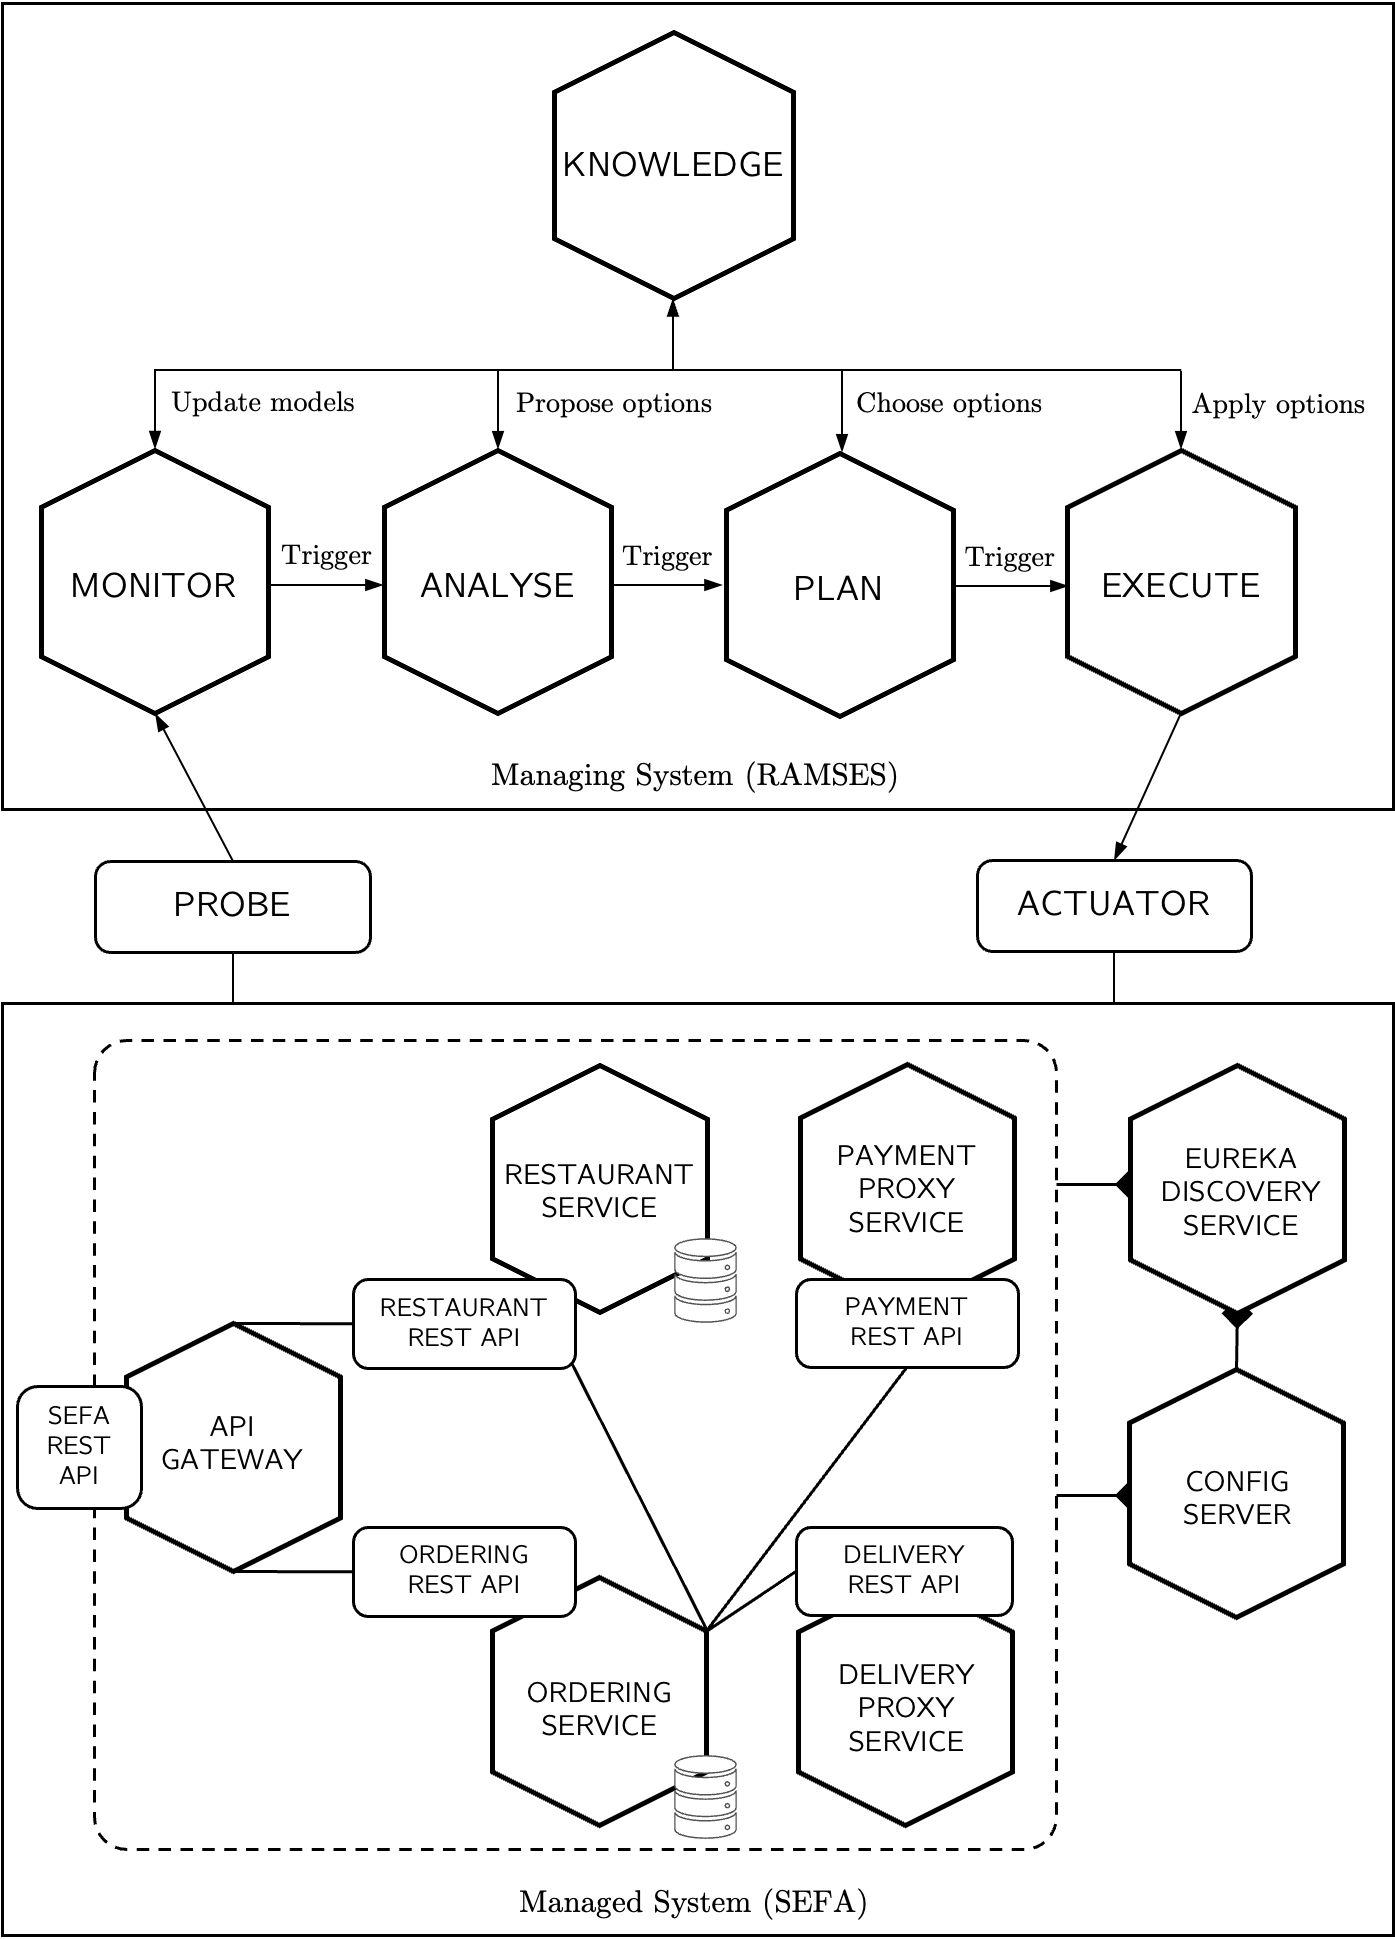 KNOWLEDGE
Update models
Propose options
Choose options
Apply options
MONITOR
Trigger
ANALYSE
Trigger
PLAN
Trigger
EXECUTE
Managing System (RAMSES)
PROBE
ACTUATOR
RESTAURANT
SERVICE
PAYMENT
PROXY
SERVICE
EUREKA
DISCOVERY
SERVICE
RESTAURANT
REST API
PAYMENT
REST API
SEFA
REST
API
API
GATEWAY
CONFIG
SERVER
ORDERING
REST API
DELIVERY
REST API
ORDERING
SERVICE
DELIVERY
PROXY
SERVICE
Managed System (SEFA)